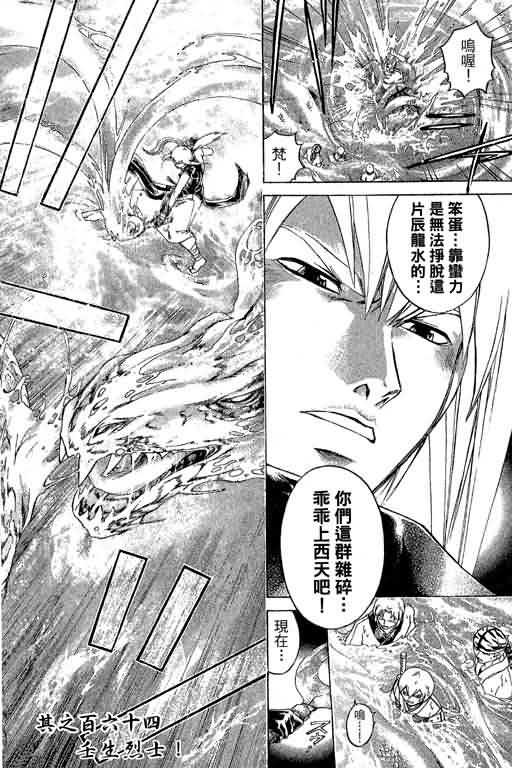 嗚喔！
梵！
笨蛋…靠蠻力
是無法掙脫這
片辰龍水的…
你們這群雜碎…
乖乖上西天吧！
現在…
嗚…
其之百六十四
壬生烈士！